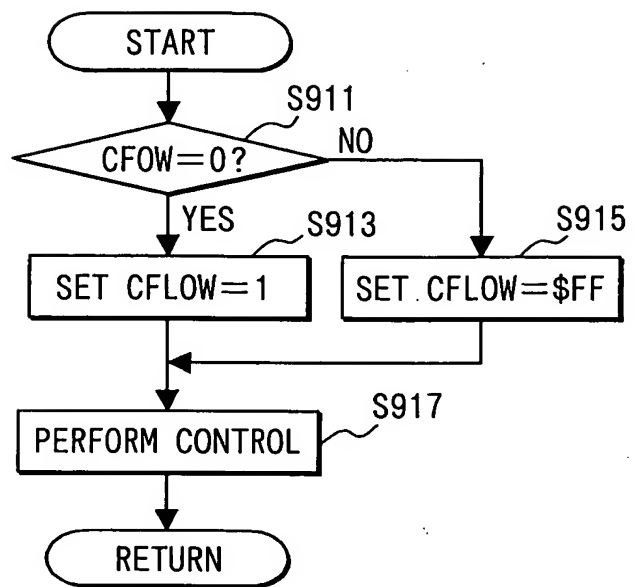 START
S911
CFOW=0?
NO
YES
S913
S915
SET CFLOW=1
SET CFLOW=$FF
S917
PERFORM CONTROL
RETURN